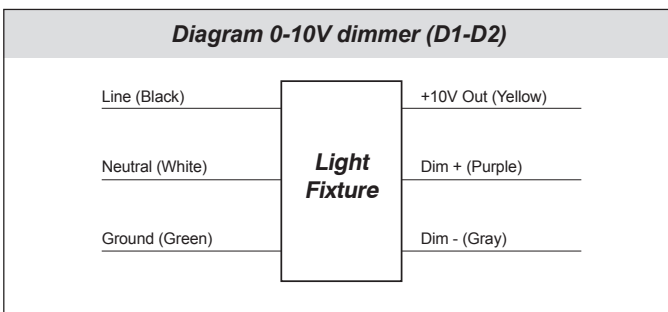 Diagram 0-10V dimmer (D1-D2)
Line (Black)
+10V Out (Yellow)
Neutral (White)
Light
Fixture
Dim + (Purple)
Ground (Green)
Dim - (Gray)